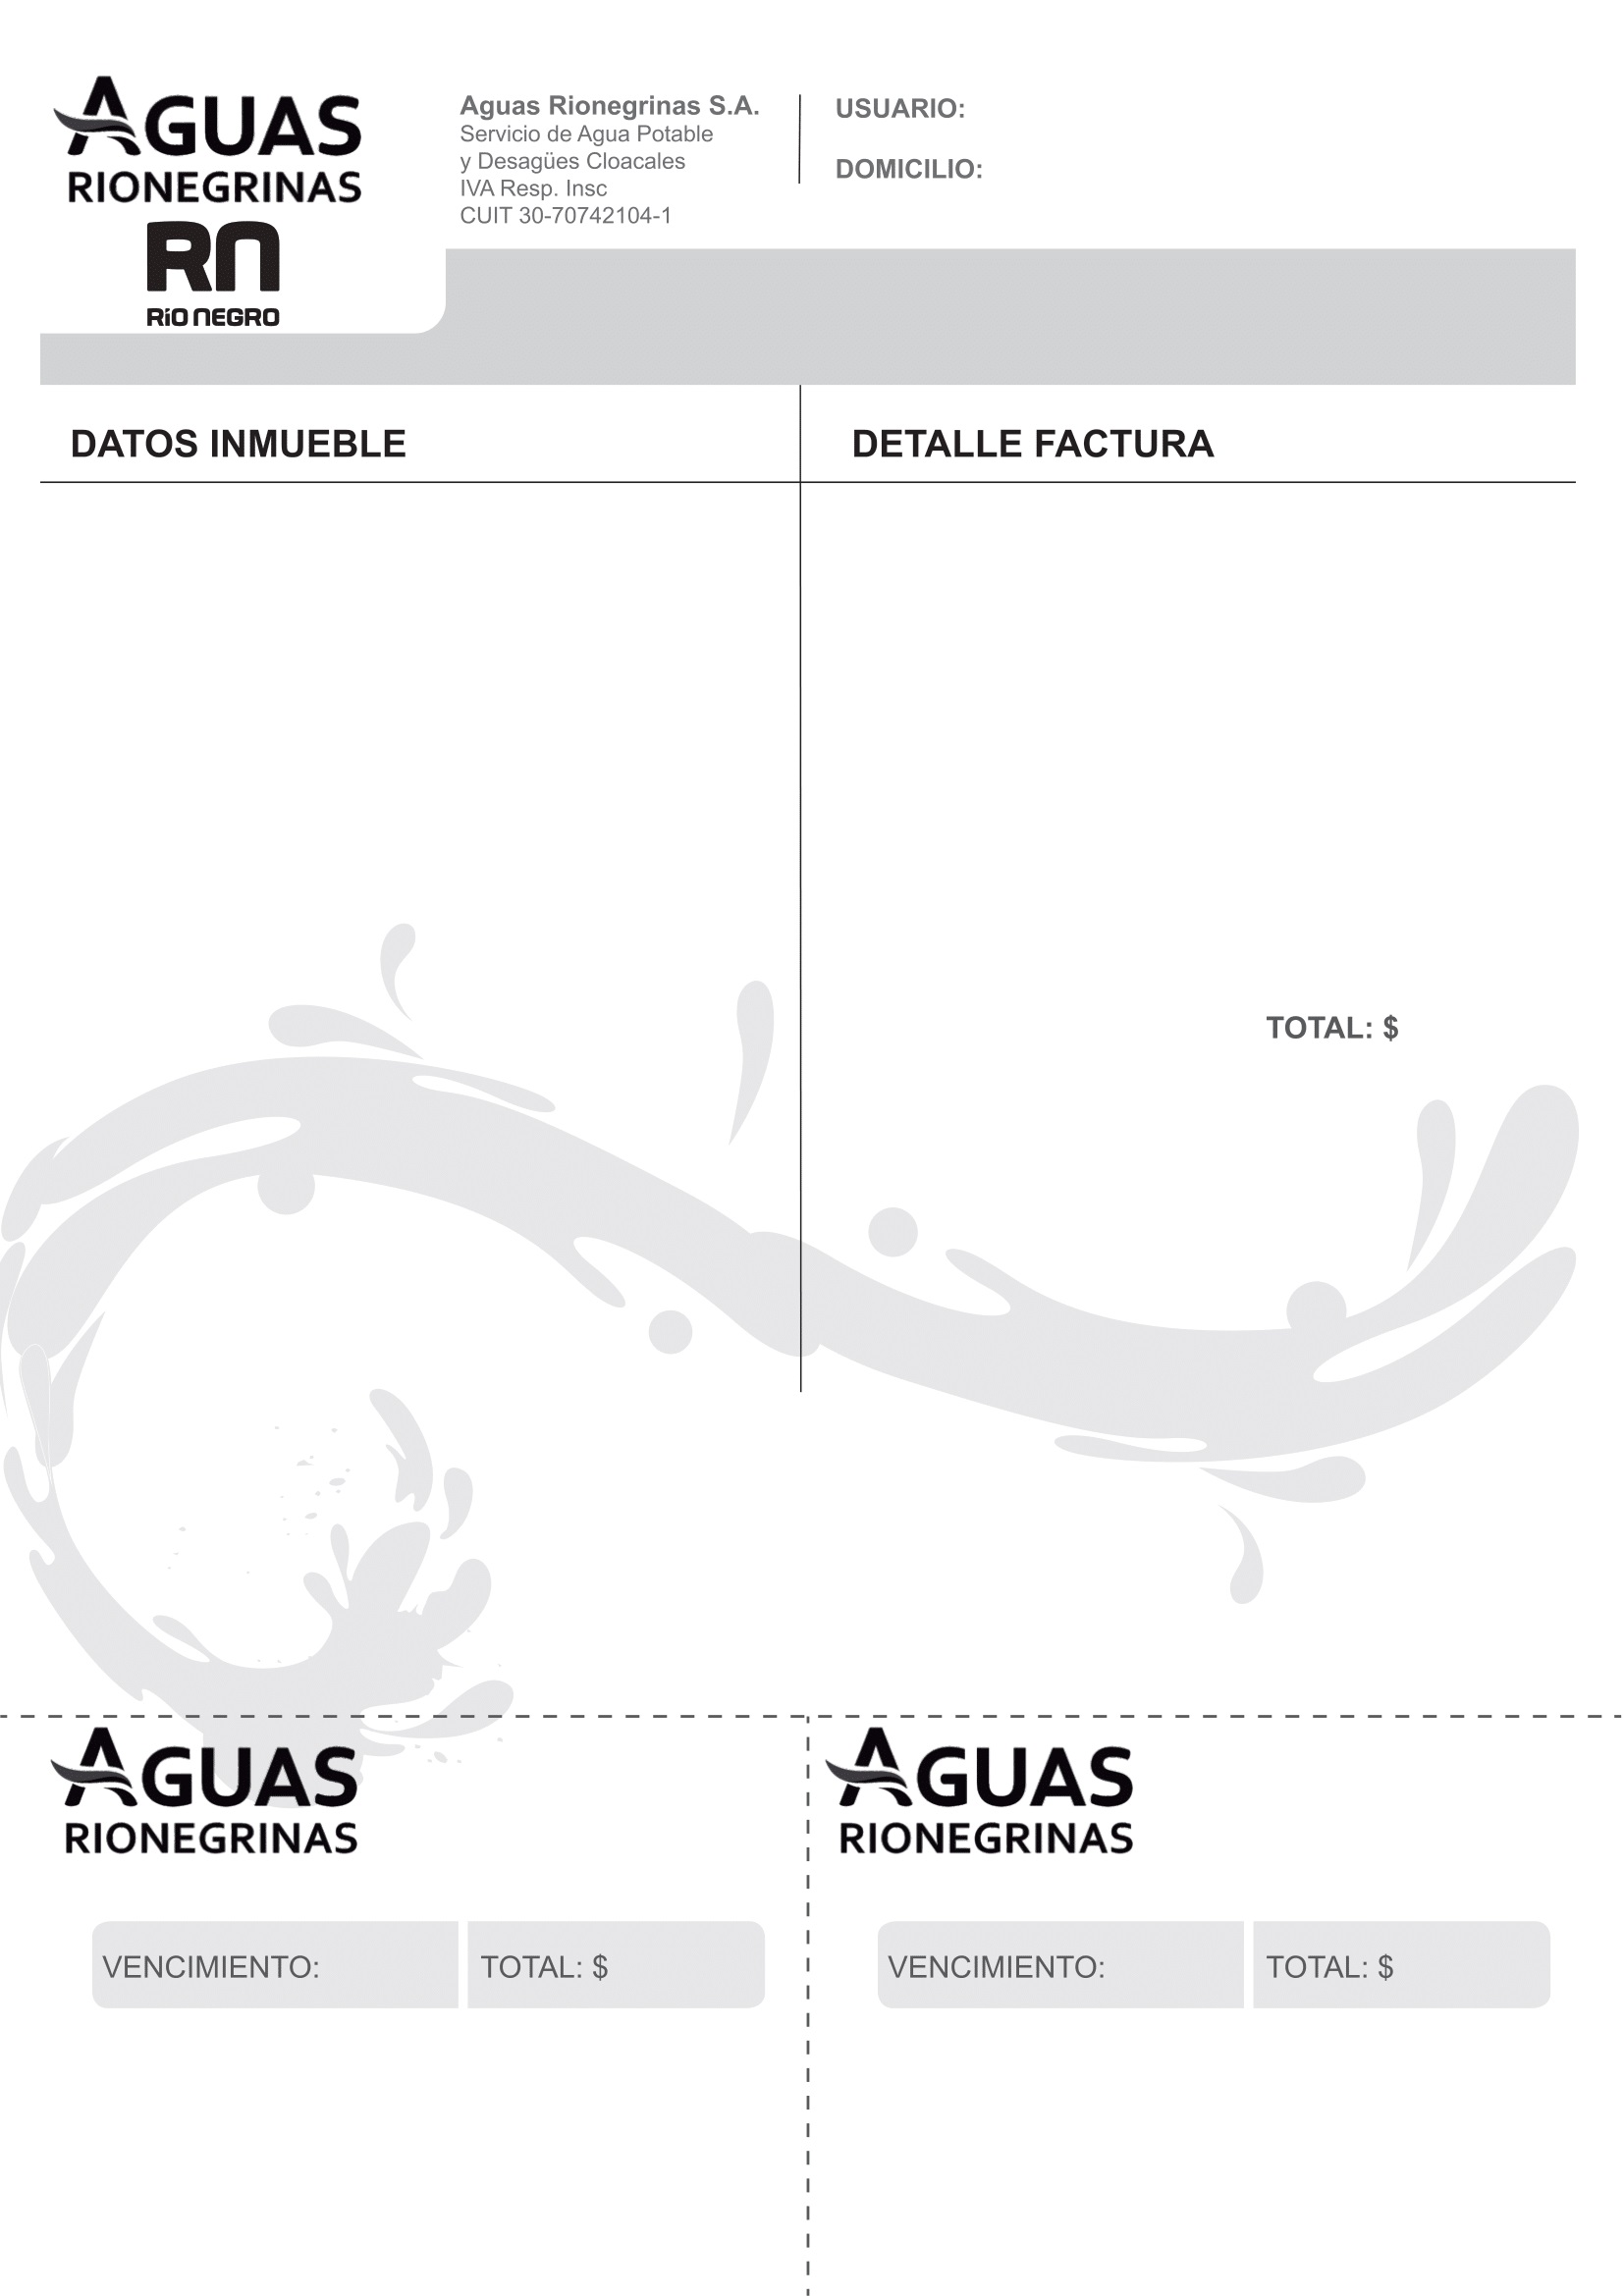 AGUAS
RIONEGRINAS
RN
RÍO NEGRO
Aguas Rionegrinas S.A.
Servicio de Agua Potable
y Desagües Cloacales
IVA Resp. Insc
CUIT 30-70742104-1
USUARIO:
DOMICILIO:
DATOS INMUEBLE
DETALLE FACTURA
TOTAL: $
AGUAS
RIONEGRINAS
VENCIMIENTO:
TOTAL: $
AGUAS
RIONEGRINAS
VENCIMIENTO:
TOTAL: $